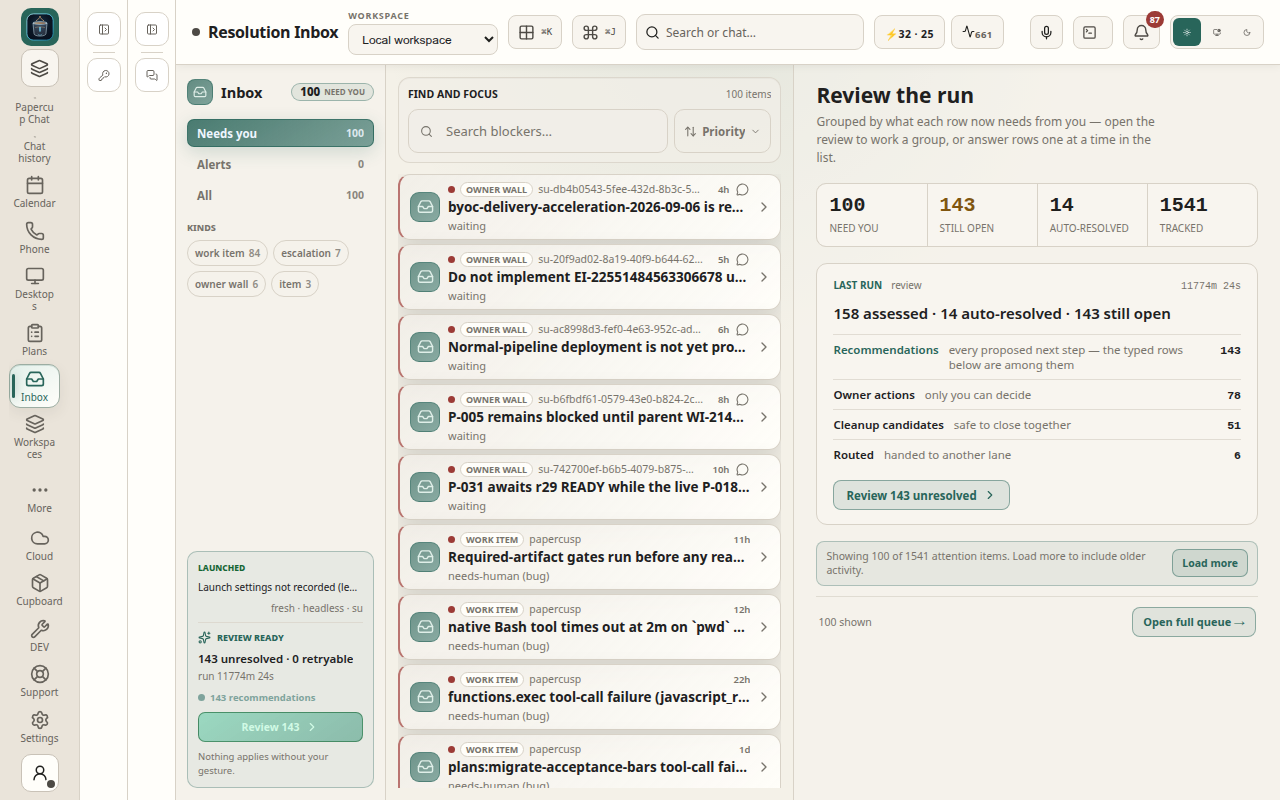 Papercu
p Chat
Chat
history
Calendar
Phone
Desktop
s
Plans
Inbox
Workspa
ces
More
Cloud
Cupboard
DEV
Support
Settings
Resolution Inbox
WORKSPACE
Local workspace
⌘K
⌘J
Search or chat...
⚡32 · 25
661
87
Inbox
100 NEED YOU
Needs you 100
Alerts 0
All 100
KINDS
work item 84
escalation 7
owner wall 6
item 3
LAUNCHED
Launch settings not recorded (le...
fresh · headless · su
REVIEW READY
143 unresolved · 0 retryable
run 11774m 24s
143 recommendations
Review 143
Nothing applies without your
gesture.
FIND AND FOCUS
100 items
Search blockers...
Priority
OWNER WALL su-db4b0543-5fee-432d-8b3c-5... 4h
byoc-delivery-acceleration-2026-09-06 is re...
waiting
OWNER WALL su-20f9ad02-8a19-40f9-b644-62... 5h
Do not implement EI-22551484563306678 u...
waiting
OWNER WALL su-ac8998d3-fef0-4e63-952c-ad... 6h
Normal-pipeline deployment is not yet pro...
waiting
OWNER WALL su-b6fbdf61-0579-43e0-b824-2c... 8h
P-005 remains blocked until parent WI-214...
waiting
OWNER WALL su-742700ef-b6b5-4079-b875-... 10h
P-031 awaits r29 READY while the live P-018...
waiting
WORK ITEM papercusp 11h
Required-artifact gates run before any rea...
needs-human (bug)
WORK ITEM papercusp 12h
native Bash tool times out at 2m on `pwd` ...
needs-human (bug)
WORK ITEM papercusp 22h
functions.exec tool-call failure (javascript_r...
needs-human (bug)
WORK ITEM papercusp 1d
plans:migrate-acceptance-bars tool-call fai...
needs-human (bug)
Review the run
Grouped by what each row now needs from you — open the
review to work a group, or answer rows one at a time in the
list.
100
NEED YOU
143
STILL OPEN
14
AUTO-RESOLVED
1541
TRACKED
LAST RUN review 11774m 24s
158 assessed · 14 auto-resolved · 143 still open
Recommendations every proposed next step — the typed rows 143
below are among them
Owner actions only you can decide 78
Cleanup candidates safe to close together 51
Routed handed to another lane 6
Review 143 unresolved
Showing 100 of 1541 attention items. Load more to include older
activity.
Load more
100 shown
Open full queue →